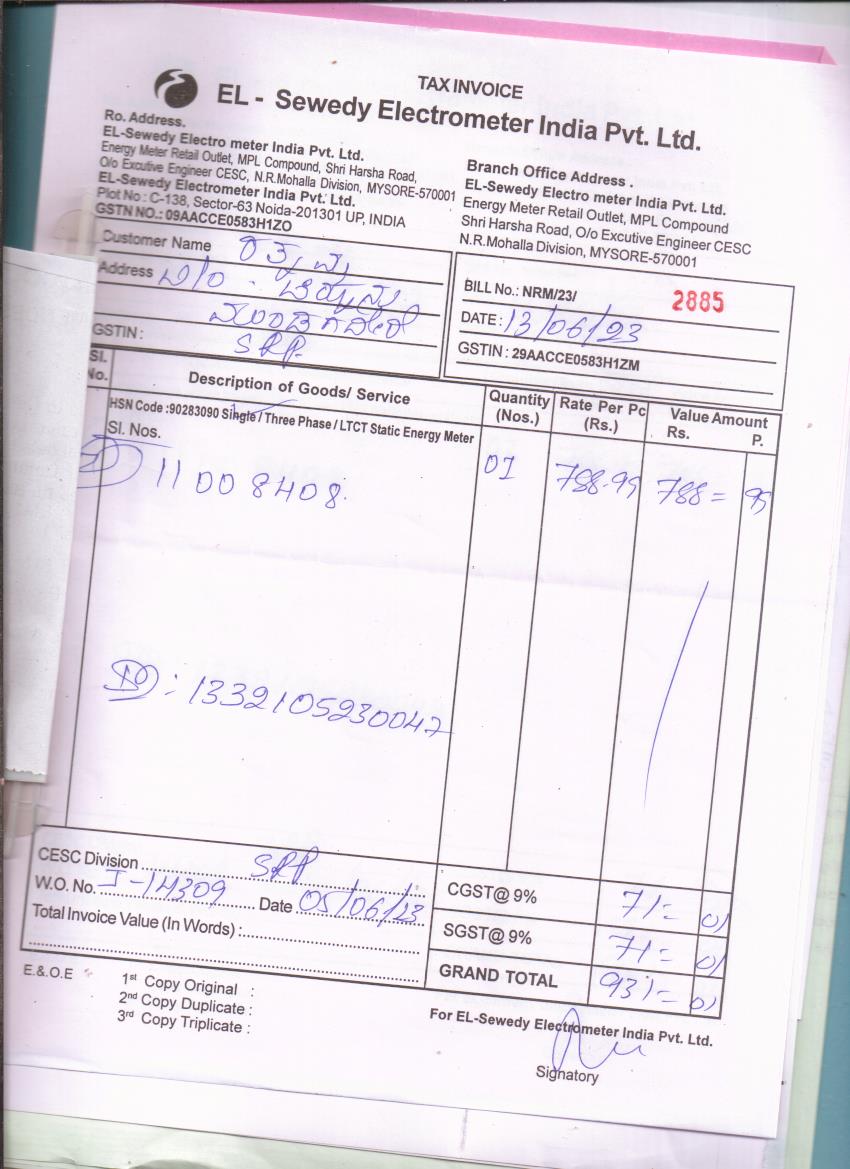 TAX INVOICE
EL - Sewedy Electrometer India Pvt. Ltd.
Ro. Address.
EL-Sewedy Electro meter India Pvt. Ltd.
Energy Meter Retail Outlet, MPL Compound, Shri Harsha Road,
O/o Excutive Engineer CESC, N.R.Mohalla Division, MYSORE-570001
EL-Sewedy Electrometer India Pvt. Ltd.
Plot No : C-138, Sector-63 Noida-201301 UP, INDIA
GSTN NO.: 09AACCE0583H1ZO
Branch Office Address .
EL-Sewedy Electro meter India Pvt. Ltd.
Energy Meter Retail Outlet, MPL Compound
Shri Harsha Road, O/o Excutive Engineer CESC
N.R.Mohalla Division, MYSORE-570001
Customer Name
Address
GSTIN :
SRP
BILL No.: NRM/23/ 2885
DATE : 13/06/23
GSTIN : 29AACCE0583H1ZM
Sl. No. Description of Goods/ Service Quantity (Nos.) Rate Per Pc (Rs.) Value Amount Rs. P.
HSN Code :90283090 Single / Three Phase / LTCT Static Energy Meter
Sl. Nos.
1) 11008408. 01 788.99 788= 99
ID : 1332105230047
CESC Division SRP
W.O. No. I-14309 Date 05/06/23
Total Invoice Value (In Words) :
CGST@ 9% 71= 01
SGST@ 9% 71= 01
GRAND TOTAL 931= 01
E.&.O.E
1st Copy Original :
2nd Copy Duplicate :
3rd Copy Triplicate :
For EL-Sewedy Electrometer India Pvt. Ltd.
Signatory